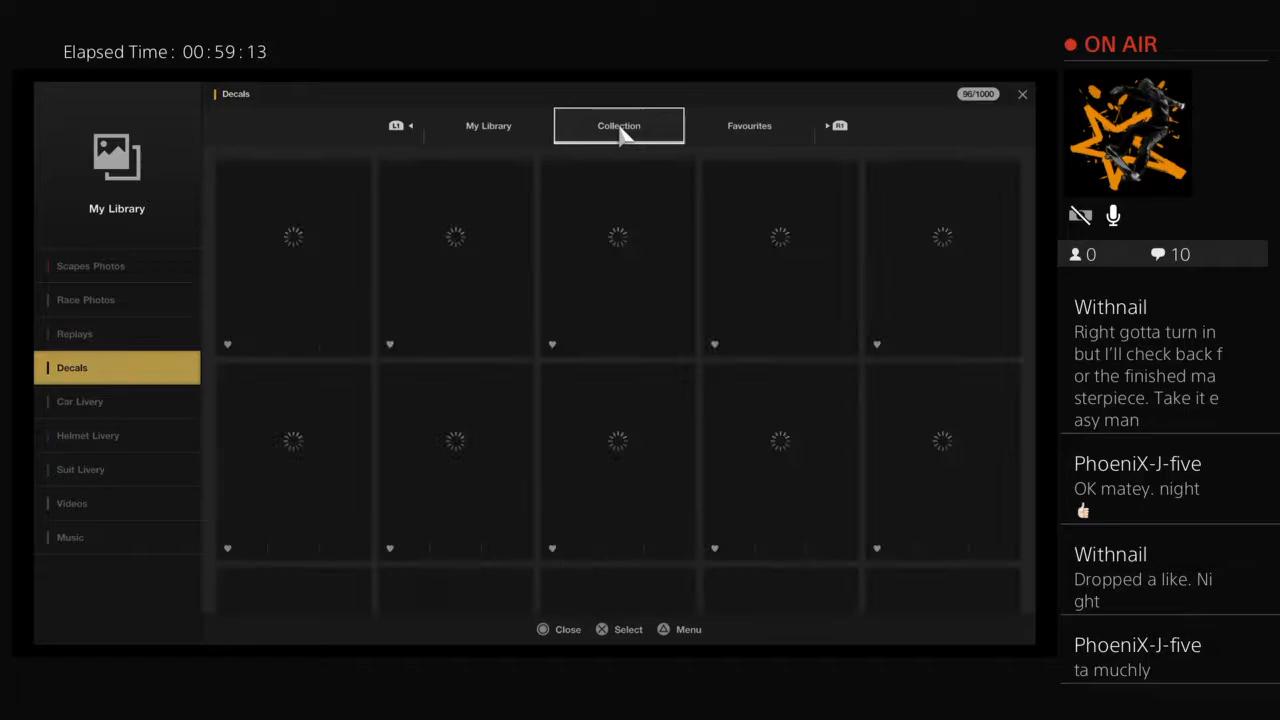 Elapsed Time: 00:59:13
ON AIR
Decals
96/1000
L1
My Library
Collection
Favourites
R1
My Library
Scapes Photos
Race Photos
Replays
Decals
Car Livery
Helmet Livery
Suit Livery
Videos
Music
Close
Select
Menu
0
10
Withnail
Right gotta turn in
but I'll check back f
or the finished ma
sterpiece. Take it e
asy man
PhoeniX-J-five
OK matey. night
Withnail
Dropped a like. Ni
ght
PhoeniX-J-five
ta muchly